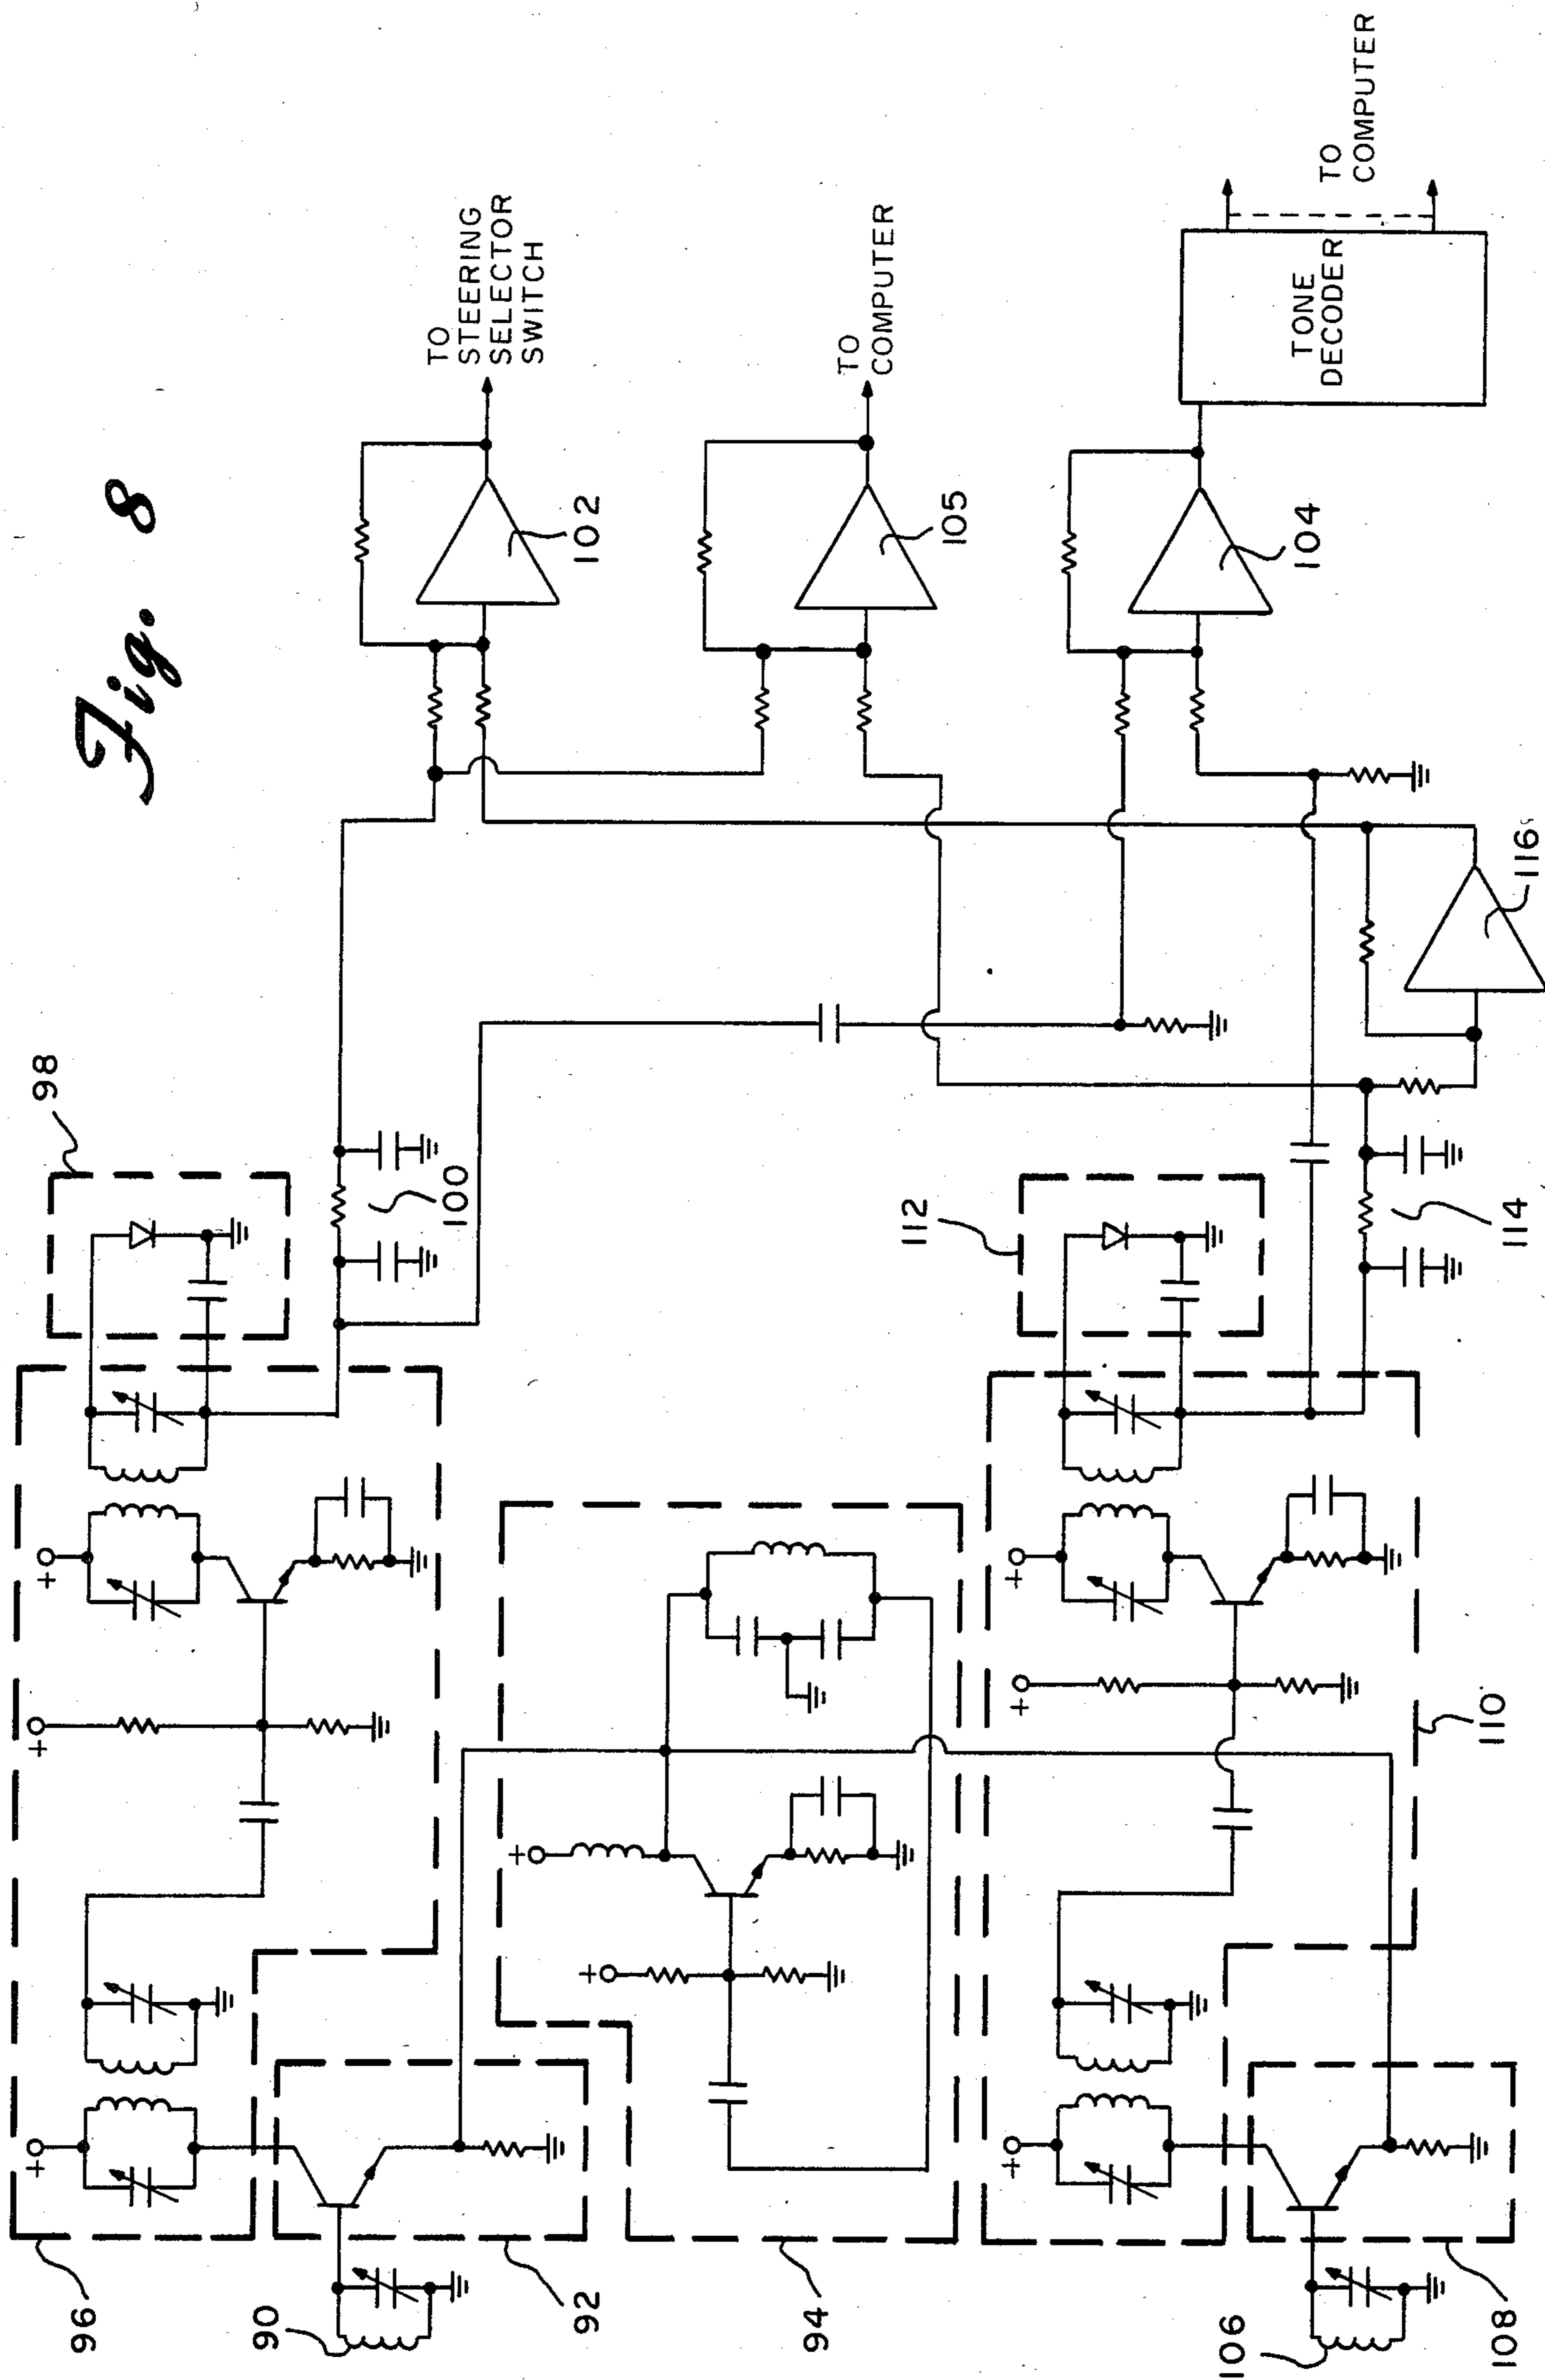 Fig. 8
98
TO
STEERING
SELECTOR
SWITCH
102
100
TO
COMPUTER
105
96
+
+
+
90
92
+
+
94
112
TONE
DECODER
TO
COMPUTER
104
114
116
+
+
+
110
106
108